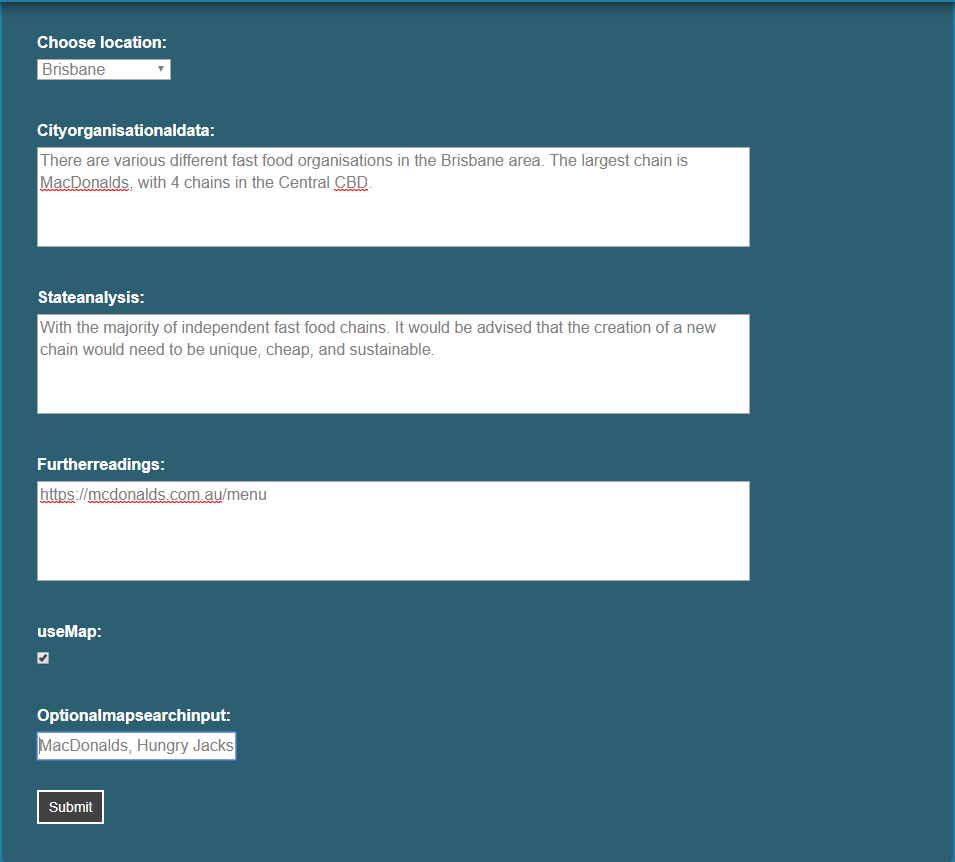 Choose location:
Brisbane
Cityorganisationaldata:
There are various different fast food organisations in the Brisbane area. The largest chain is
MacDonalds, with 4 chains in the Central CBD.
Stateanalysis:
With the majority of independent fast food chains. It would be advised that the creation of a new
chain would need to be unique, cheap, and sustainable.
Furtherreadings:
https://mcdonalds.com.au/menu
useMap:
Optionalmapsearchinput:
MacDonalds, Hungry Jacks
Submit